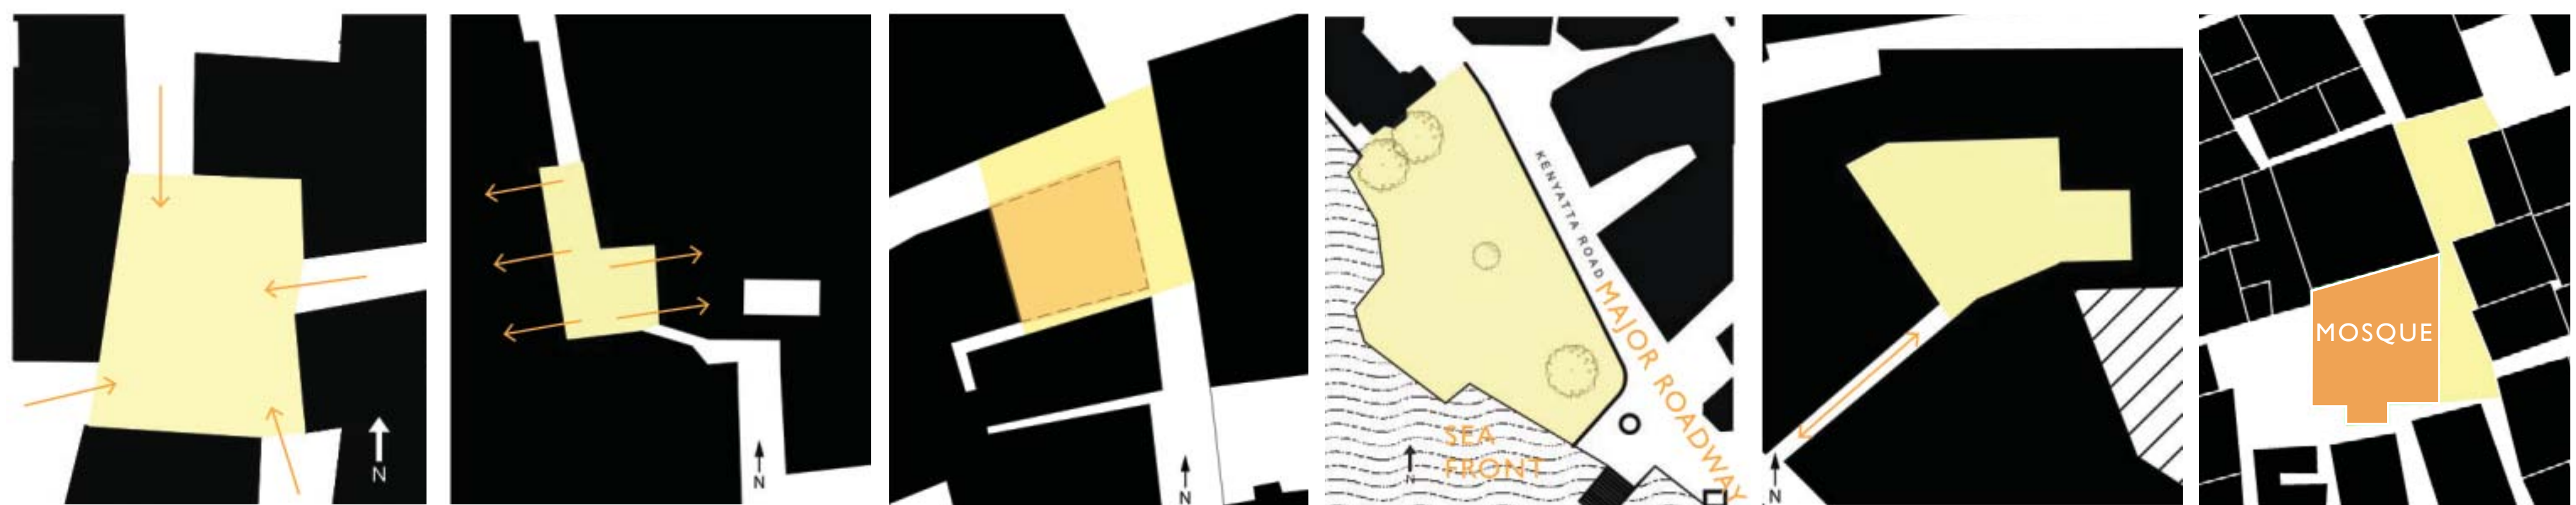 N
N
N
KENYATTA ROAD
MAJOR ROADWAY
SEA
FRONT
N
N
MOSQUE